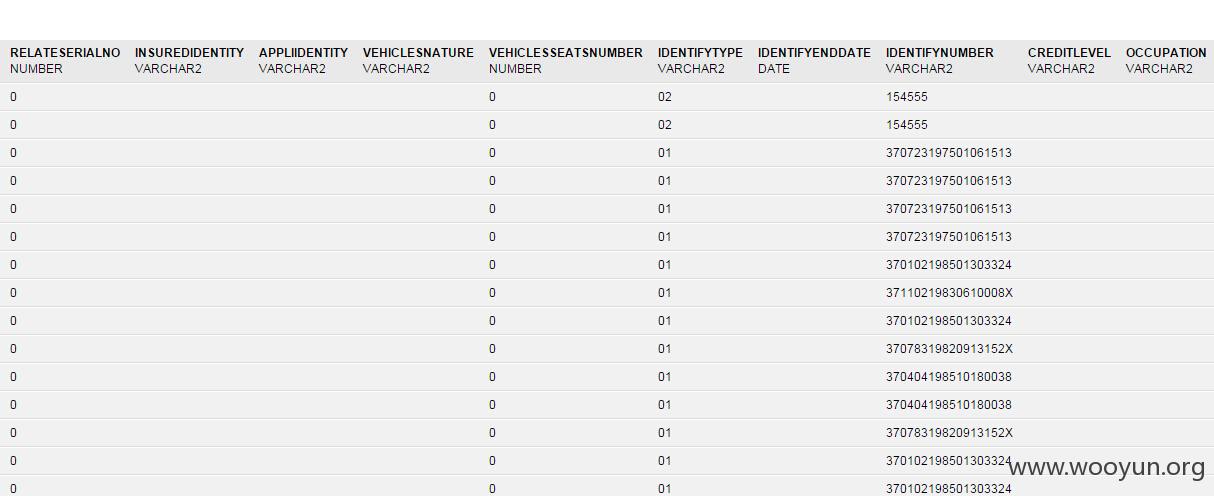 RELATESERIALNO INSUREDIDENTITY APPLIIDENTITY VEHICLESNATURE VEHICLESSEATSNUMBER IDENTIFYTYPE IDENTIFYENDDATE IDENTIFYNUMBER CREDITLEVEL OCCUPATION
NUMBER VARCHAR2 VARCHAR2 VARCHAR2 NUMBER VARCHAR2 DATE VARCHAR2 VARCHAR2 VARCHAR2
0 0 02 154555
0 0 02 154555
0 0 01 370723197501061513
0 0 01 370723197501061513
0 0 01 370723197501061513
0 0 01 370723197501061513
0 0 01 370102198501303324
0 0 01 37110219830610008X
0 0 01 370102198501303324
0 0 01 37078319820913152X
0 0 01 370404198510180038
0 0 01 370404198510180038
0 0 01 37078319820913152X
0 0 01 370102198501303324
www.wooyun.org
0 0 01 370102198501303324